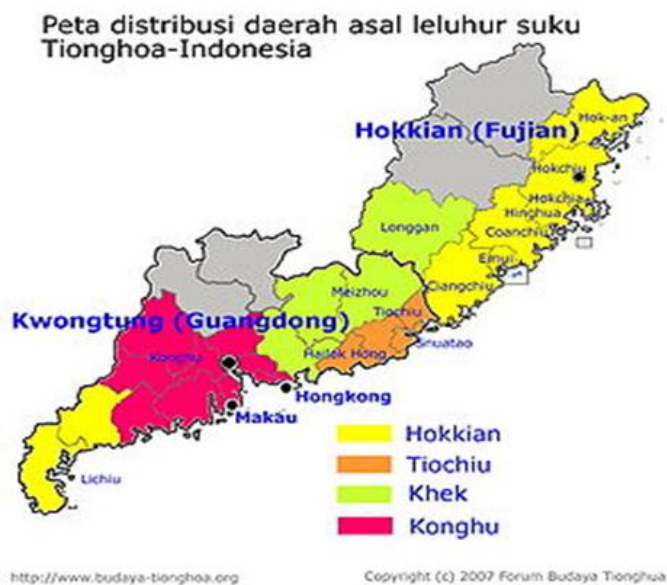 Peta distribusi daerah asal leluhur suku
Tionghoa-Indonesia
Hokkian (Fujian)
Hok-an
Hokchiu
Hokchia
Hinghua
Coanchiu
Emui
Ciangchiu
Longgan
Meizhou
Tiochiu
Snuatao
Hailok Hong
Kwongtung (Guangdong)
Konghu
Hongkong
Makau
Lichiu
Hokkian
Tiochiu
Khek
Konghu
http://www.budaya-tionghoa.org
Copyright (c) 2007 Forum Budaya Tionghoa